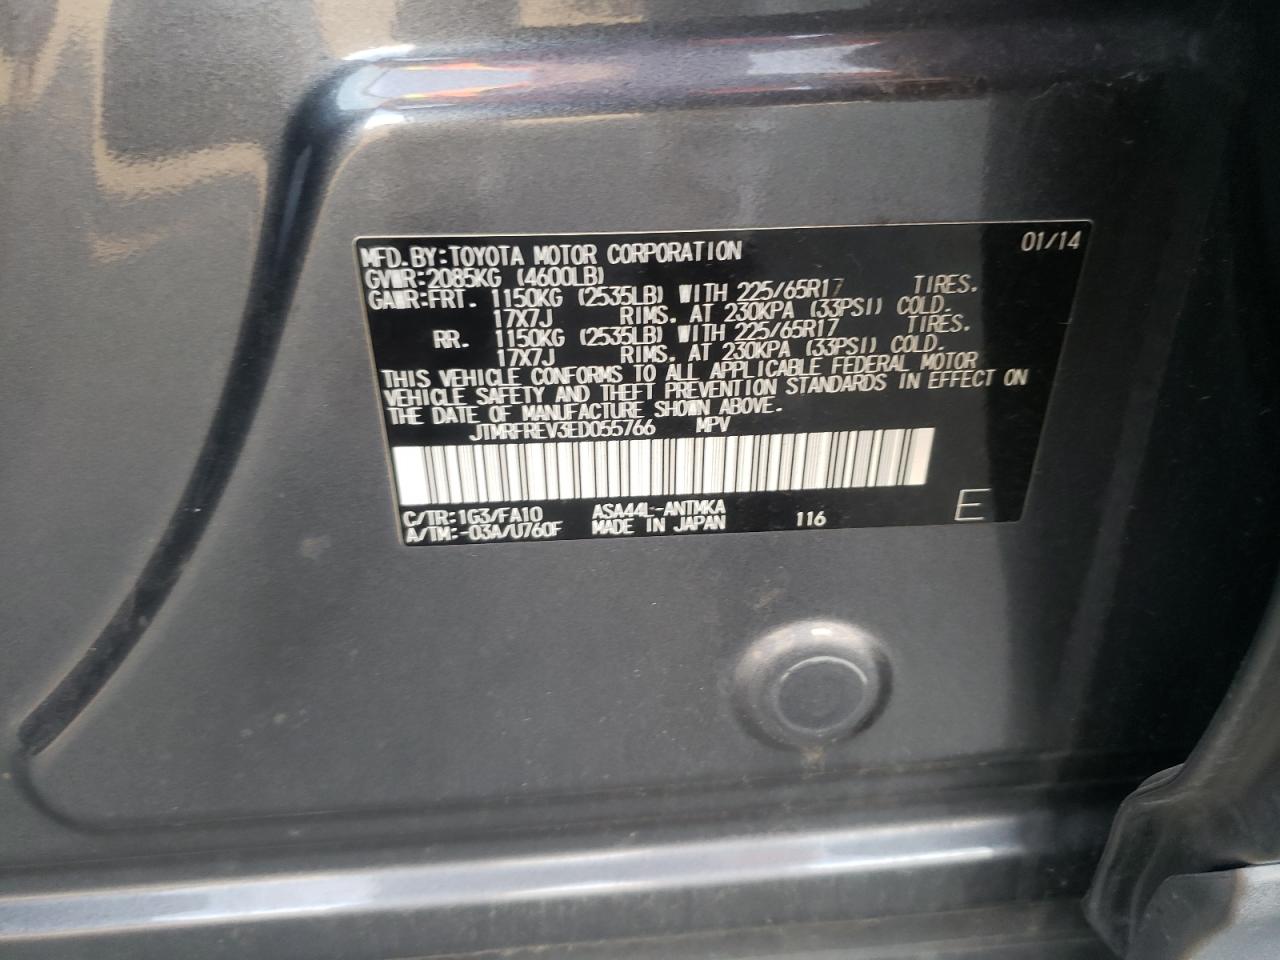 MFD. BY: TOYOTA MOTOR CORPORATION 01/14
GVWR: 2085KG (4600LB)
GAWR: FRT. 1150KG (2535LB) WITH 225/65R17 TIRES.
17X7J RIMS. AT 230KPA (33PSI) COLD.
RR. 1150KG (2535LB) WITH 225/65R17 TIRES.
17X7J RIMS. AT 230KPA (33PSI) COLD.
THIS VEHICLE CONFORMS TO ALL APPLICABLE FEDERAL MOTOR
VEHICLE SAFETY AND THEFT PREVENTION STANDARDS IN EFFECT ON
THE DATE OF MANUFACTURE SHOWN ABOVE.
JTMRFREV3ED055766 MPV
C/TR: 1G3/FA10 ASA44L-ANTMKA
A/TM: -03A/U760F MADE IN JAPAN 116 E